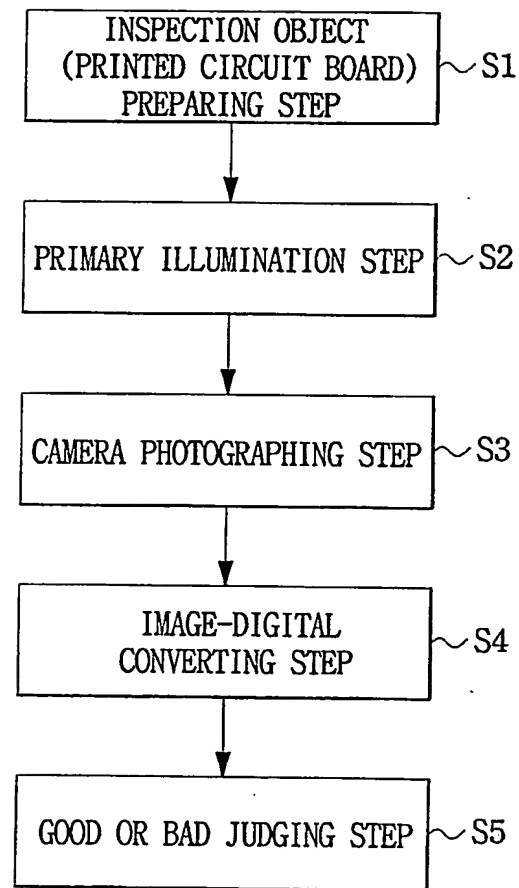 INSPECTION OBJECT
(PRINTED CIRCUIT BOARD)
PREPARING STEP
S1
PRIMARY ILLUMINATION STEP
S2
CAMERA PHOTOGRAPHING STEP
S3
IMAGE-DIGITAL
CONVERTING STEP
S4
GOOD OR BAD JUDGING STEP
S5